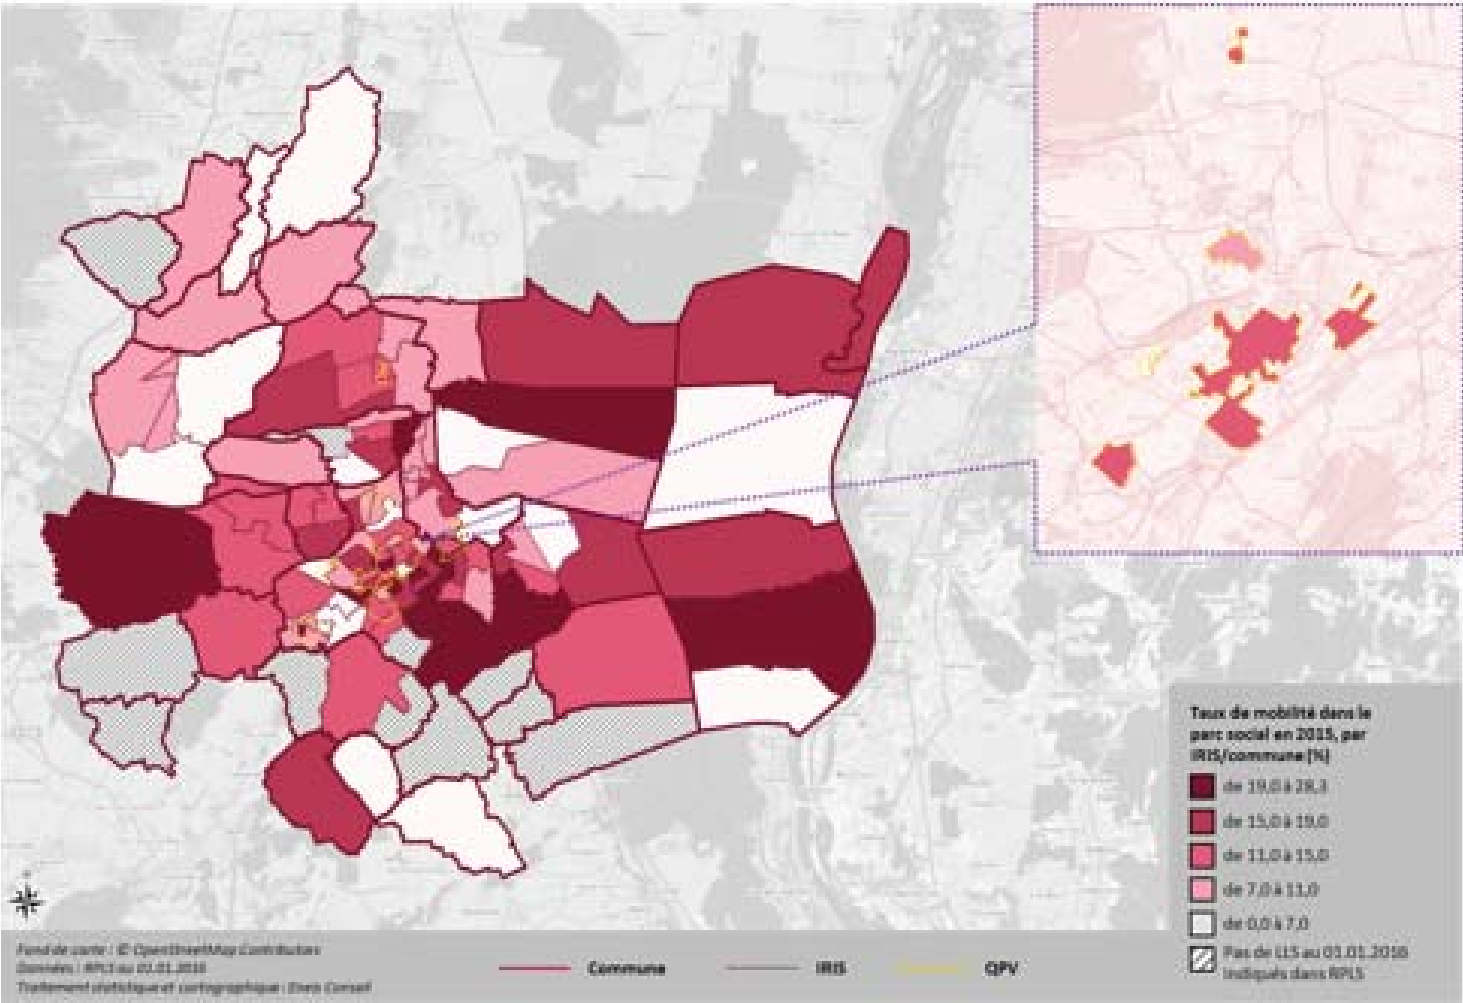 Taux de mobilité dans le
parc social en 2015, par
IRIS/commune (%)
de 19,0 à 28,3
de 15,0 à 19,0
de 11,0 à 15,0
de 7,0 à 11,0
de 0,0 à 7,0
Pas de LLS au 01.01.2016
indiqués dans RPLS
Fond de carte : © OpenStreetMap Contributors
Données : RPLS au 01.01.2016
Traitement statistique et cartographique : Eneis Conseil
Commune
IRIS
QPV